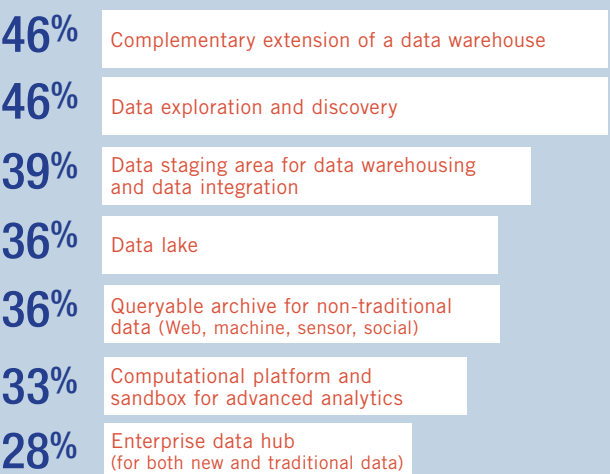 46% Complementary extension of a data warehouse
46% Data exploration and discovery
39% Data staging area for data warehousing
and data integration
36% Data lake
36% Queryable archive for non-traditional
data (Web, machine, sensor, social)
33% Computational platform and
sandbox for advanced analytics
28% Enterprise data hub
(for both new and traditional data)